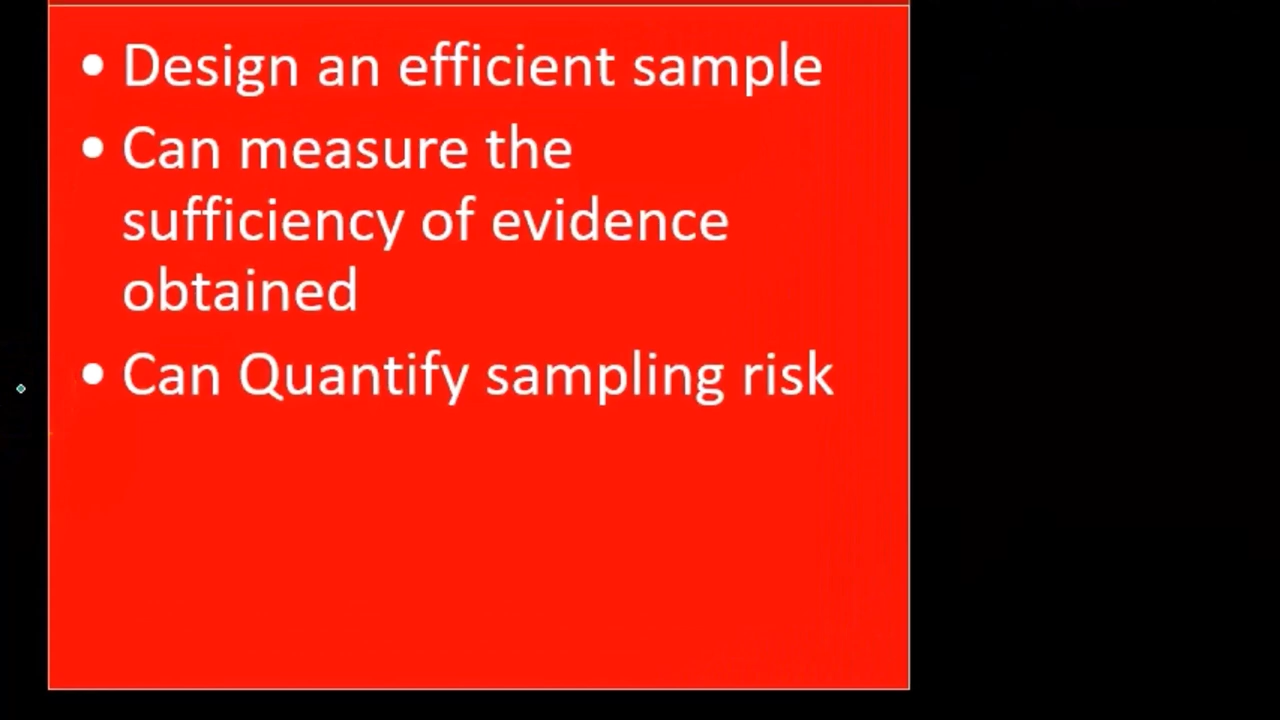 • Design an efficient sample
• Can measure the
sufficiency of evidence
obtained
• Can Quantify sampling risk